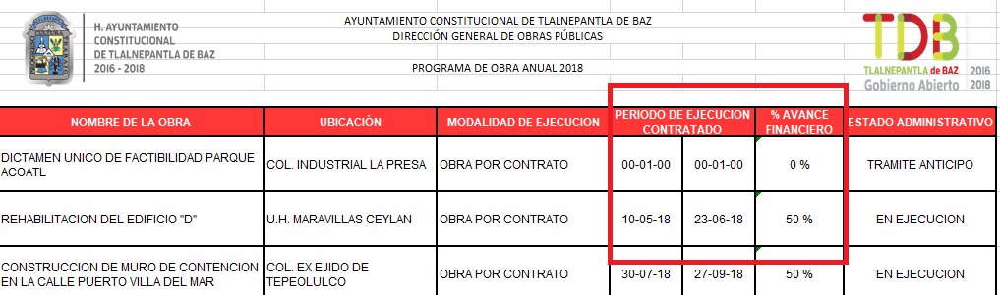 H. AYUNTAMIENTO
CONSTITUCIONAL
DE TLALNEPANTLA DE BAZ
2016 - 2018
AYUNTAMIENTO CONSTITUCIONAL DE TLALNEPANTLA DE BAZ
DIRECCIÓN GENERAL DE OBRAS PÚBLICAS
PROGRAMA DE OBRA ANUAL 2018
TDB
TLALNEPANTLA de BAZ
Gobierno Abierto
2016
2018
NOMBRE DE LA OBRA
UBICACIÓN
MODALIDAD DE EJECUCION
PERIODO DE EJECUCION
CONTRATADO
% AVANCE
FINANCIERO
ESTADO ADMINISTRATIVO
DICTAMEN UNICO DE FACTIBILIDAD PARQUE
ACOATL
COL. INDUSTRIAL LA PRESA
OBRA POR CONTRATO
00-01-00
00-01-00
0 %
TRAMITE ANTICIPO
REHABILITACION DEL EDIFICIO "D"
U.H. MARAVILLAS CEYLAN
OBRA POR CONTRATO
10-05-18
23-06-18
50 %
EN EJECUCION
CONSTRUCCION DE MURO DE CONTENCION
EN LA CALLE PUERTO VILLA DEL MAR
COL. EX EJIDO DE
TEPEOLULCO
OBRA POR CONTRATO
30-07-18
27-09-18
50 %
EN EJECUCION